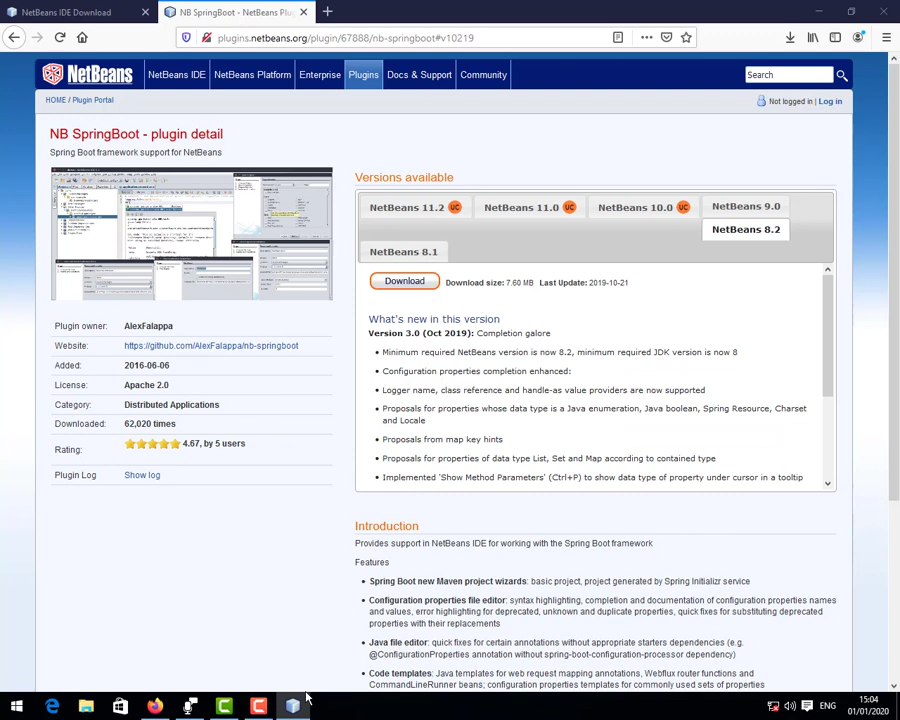 NetBeans IDE Download
NB SpringBoot - NetBeans Plug
plugins.netbeans.org/plugin/67888/nb-springboot#v10219
NetBeans
NetBeans IDE
NetBeans Platform
Enterprise
Plugins
Docs & Support
Community
Search
HOME / Plugin Portal
Not logged in | Log in
NB SpringBoot - plugin detail
Spring Boot framework support for NetBeans
Plugin owner: AlexFalappa
Website: https://github.com/AlexFalappa/nb-springboot
Added: 2016-06-06
License: Apache 2.0
Category: Distributed Applications
Downloaded: 62,020 times
Rating: 4.67, by 5 users
Plugin Log Show log
Versions available
NetBeans 11.2 UC
NetBeans 11.0 UC
NetBeans 10.0 UC
NetBeans 9.0
NetBeans 8.2
NetBeans 8.1
Download Download size: 7.60 MB Last Update: 2019-10-21
What's new in this version
Version 3.0 (Oct 2019): Completion galore
• Minimum required NetBeans version is now 8.2, minimum required JDK version is now 8
• Configuration properties completion enhanced:
• Logger name, class reference and handle-as value providers are now supported
• Proposals for properties whose data type is a Java enumeration, Java boolean, Spring Resource, Charset
and Locale
• Proposals from map key hints
• Proposals for properties of data type List, Set and Map according to contained type
• Implemented 'Show Method Parameters' (Ctrl+P) to show data type of property under cursor in a tooltip
Introduction
Provides support in NetBeans IDE for working with the Spring Boot framework
Features
• Spring Boot new Maven project wizards: basic project, project generated by Spring Initializr service
• Configuration properties file editor: syntax highlighting, completion and documentation of configuration properties names
and values, error highlighting for deprecated, unknown and duplicate properties, quick fixes for substituting deprecated
properties with their replacements
• Java file editor: quick fixes for certain annotations without appropriate starters dependencies (e.g.
@ConfigurationProperties annotation without spring-boot-configuration-processor dependency)
• Code templates: Java templates for web request mapping annotations, Webflux router functions and
CommandLineRunner beans; configuration properties templates for commonly used sets of properties
ENG
15:04
01/01/2020